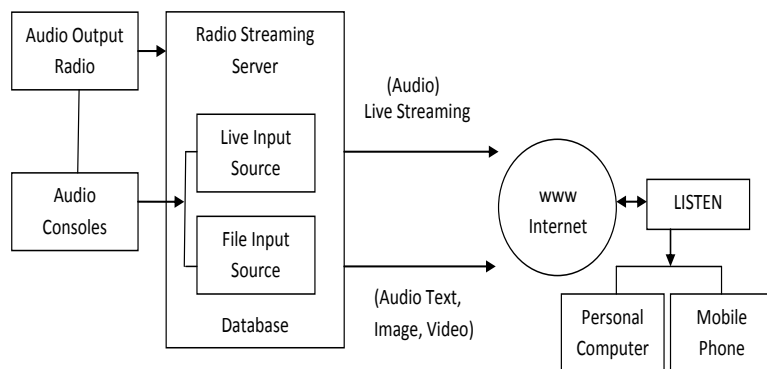 Audio Output
Radio
Radio Streaming
Server
(Audio)
Live Streaming
Live Input
Source
Audio
Consoles
www
Internet
LISTEN
File Input
Source
(Audio Text,
Image, Video)
Database
Personal
Computer
Mobile
Phone